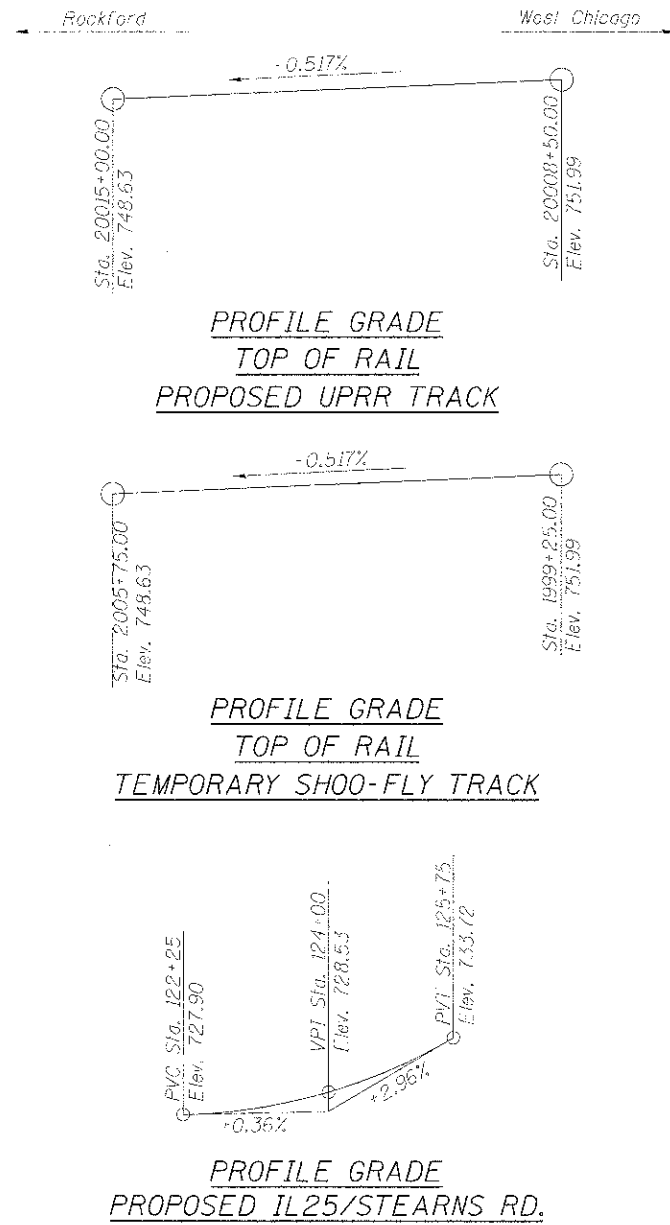 Rockford
West Chicago
-0.517%
Sta. 20015+00.00
Elev. 748.63
Sta. 20008+50.00
Elev. 751.99
PROFILE GRADE
TOP OF RAIL
PROPOSED UPRR TRACK
-0.517%
Sta. 2005+75.00
Elev. 748.63
Sta. 1999+25.00
Elev. 751.99
PROFILE GRADE
TOP OF RAIL
TEMPORARY SHOO-FLY TRACK
PVC Sta. 122+25
Elev. 727.90
VPI Sta. 124+00
Elev. 728.53
PVT Sta. 125+75
Elev. 733.72
+0.36%
+2.96%
PROFILE GRADE
PROPOSED IL25/STEARNS RD.